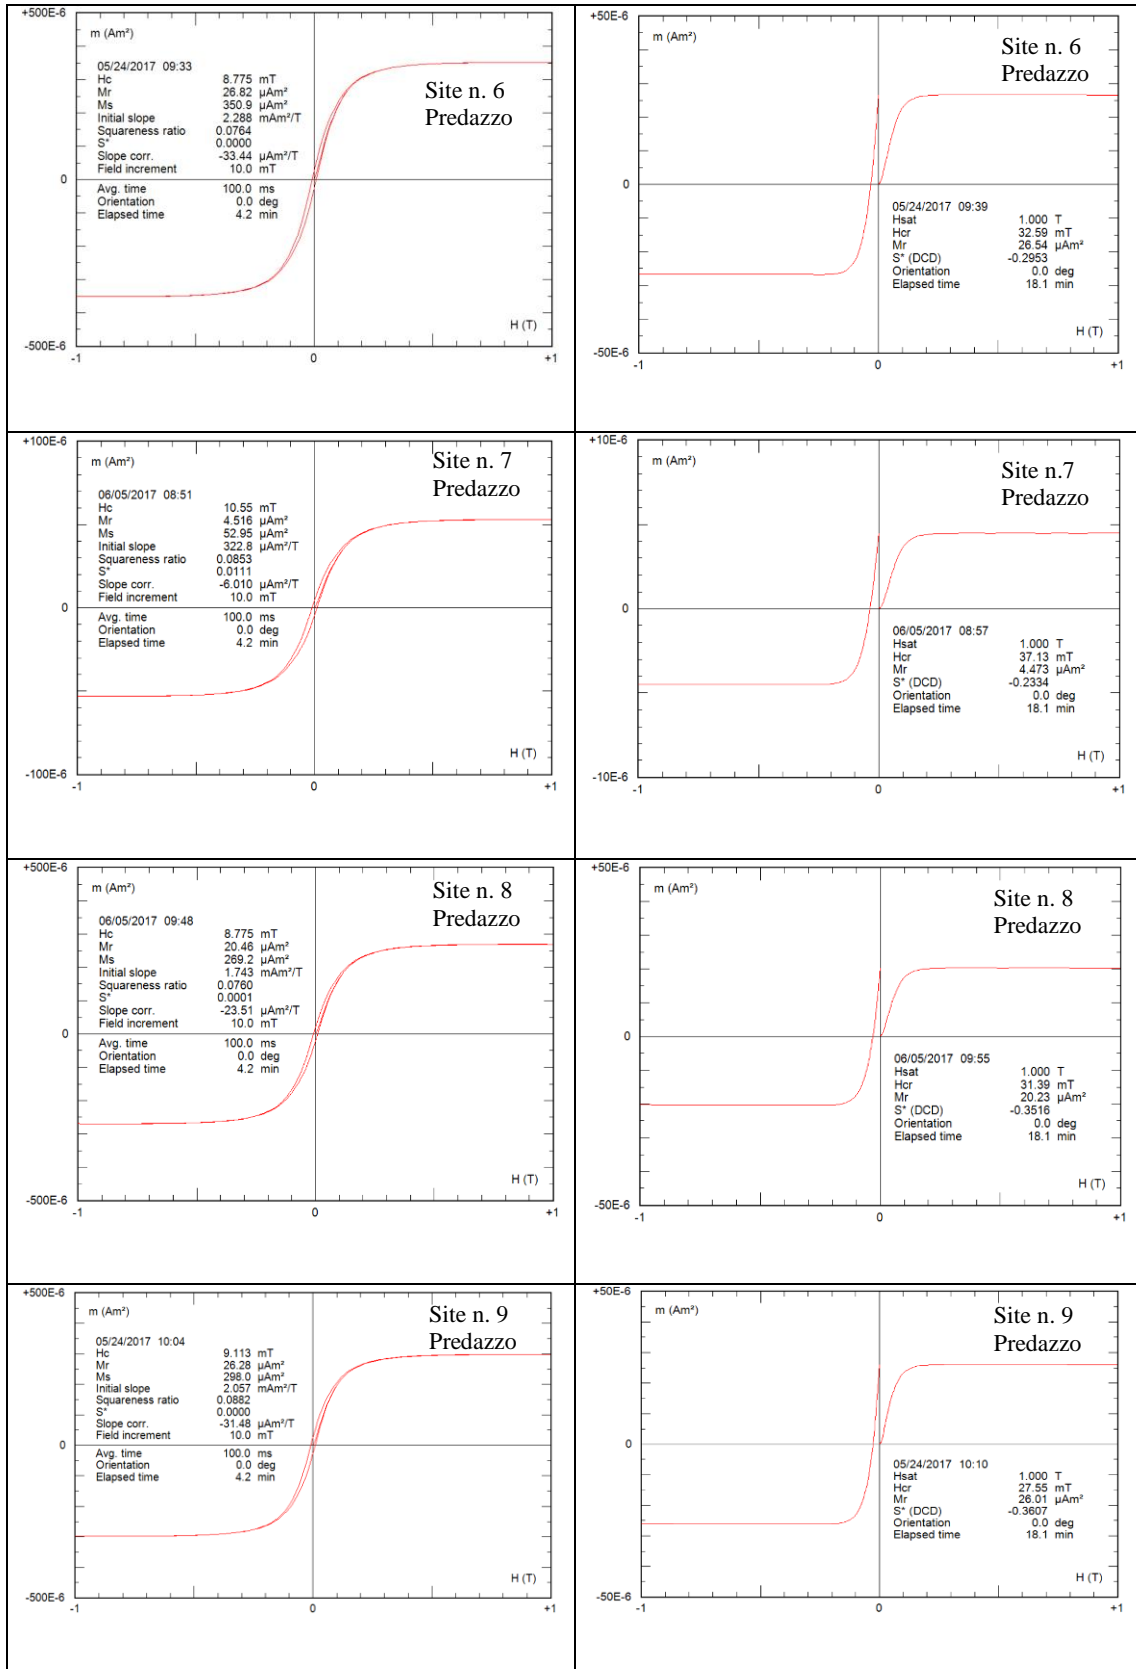 +500E-6
m (Am²)
Site n. 6
Predazzo
05/24/2017 09:33
Hc 8.775 mT
Mr 26.82 µAm²
Ms 350.9 µAm²
Initial slope 2.288 mAm²/T
Squareness ratio 0.0764
S* 0.0000
Slope corr. -33.44 µAm²/T
Field increment 10.0 mT
Avg. time 100.0 ms
Orientation 0.0 deg
Elapsed time 4.2 min
0
H (T)
-500E-6
-1 0 +1
+50E-6
m (Am²)
Site n. 6
Predazzo
0
05/24/2017 09:39
Hsat 1.000 T
Hcr 32.59 mT
Mr 26.54 µAm²
S* (DCD) -0.2953
Orientation 0.0 deg
Elapsed time 18.1 min
H (T)
-50E-6
-1 0 +1
+100E-6
m (Am²)
Site n. 7
Predazzo
06/05/2017 08:51
Hc 10.55 mT
Mr 4.516 µAm²
Ms 52.95 µAm²
Initial slope 322.8 µAm²/T
Squareness ratio 0.0853
S* 0.0111
Slope corr. -6.010 µAm²/T
Field increment 10.0 mT
Avg. time 100.0 ms
Orientation 0.0 deg
Elapsed time 4.2 min
0
H (T)
-100E-6
-1 0 +1
+10E-6
m (Am²)
Site n.7
Predazzo
0
06/05/2017 08:57
Hsat 1.000 T
Hcr 37.13 mT
Mr 4.473 µAm²
S* (DCD) -0.2334
Orientation 0.0 deg
Elapsed time 18.1 min
H (T)
-10E-6
-1 0 +1
+500E-6
m (Am²)
Site n. 8
Predazzo
06/05/2017 09:48
Hc 8.775 mT
Mr 20.46 µAm²
Ms 269.2 µAm²
Initial slope 1.743 mAm²/T
Squareness ratio 0.0760
S* 0.0001
Slope corr. -23.51 µAm²/T
Field increment 10.0 mT
Avg. time 100.0 ms
Orientation 0.0 deg
Elapsed time 4.2 min
0
H (T)
-500E-6
-1 0 +1
+50E-6
m (Am²)
Site n. 8
Predazzo
0
06/05/2017 09:55
Hsat 1.000 T
Hcr 31.39 mT
Mr 20.23 µAm²
S* (DCD) -0.3516
Orientation 0.0 deg
Elapsed time 18.1 min
H (T)
-50E-6
-1 0 +1
+500E-6
m (Am²)
Site n. 9
Predazzo
05/24/2017 10:04
Hc 9.113 mT
Mr 26.28 µAm²
Ms 298.0 µAm²
Initial slope 2.057 mAm²/T
Squareness ratio 0.0882
S* 0.0000
Slope corr. -31.48 µAm²/T
Field increment 10.0 mT
Avg. time 100.0 ms
Orientation 0.0 deg
Elapsed time 4.2 min
0
H (T)
-500E-6
-1 0 +1
+50E-6
m (Am²)
Site n. 9
Predazzo
0
05/24/2017 10:10
Hsat 1.000 T
Hcr 27.55 mT
Mr 26.01 µAm²
S* (DCD) -0.3607
Orientation 0.0 deg
Elapsed time 18.1 min
H (T)
-50E-6
-1 0 +1